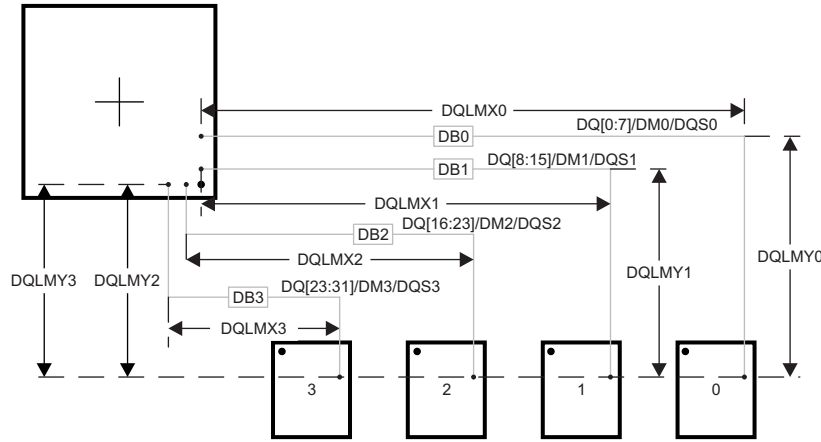 DQLMX0
DQ[0:7]/DM0/DQS0
DB0
DQ[8:15]/DM1/DQS1
DB1
DQLMX1
DQ[16:23]/DM2/DQS2
DB2
DQLMX2
DQLMY3
DQLMY2
DQLMY1
DQLMY0
DQ[23:31]/DM3/DQS3
DB3
DQLMX3
3
2
1
0